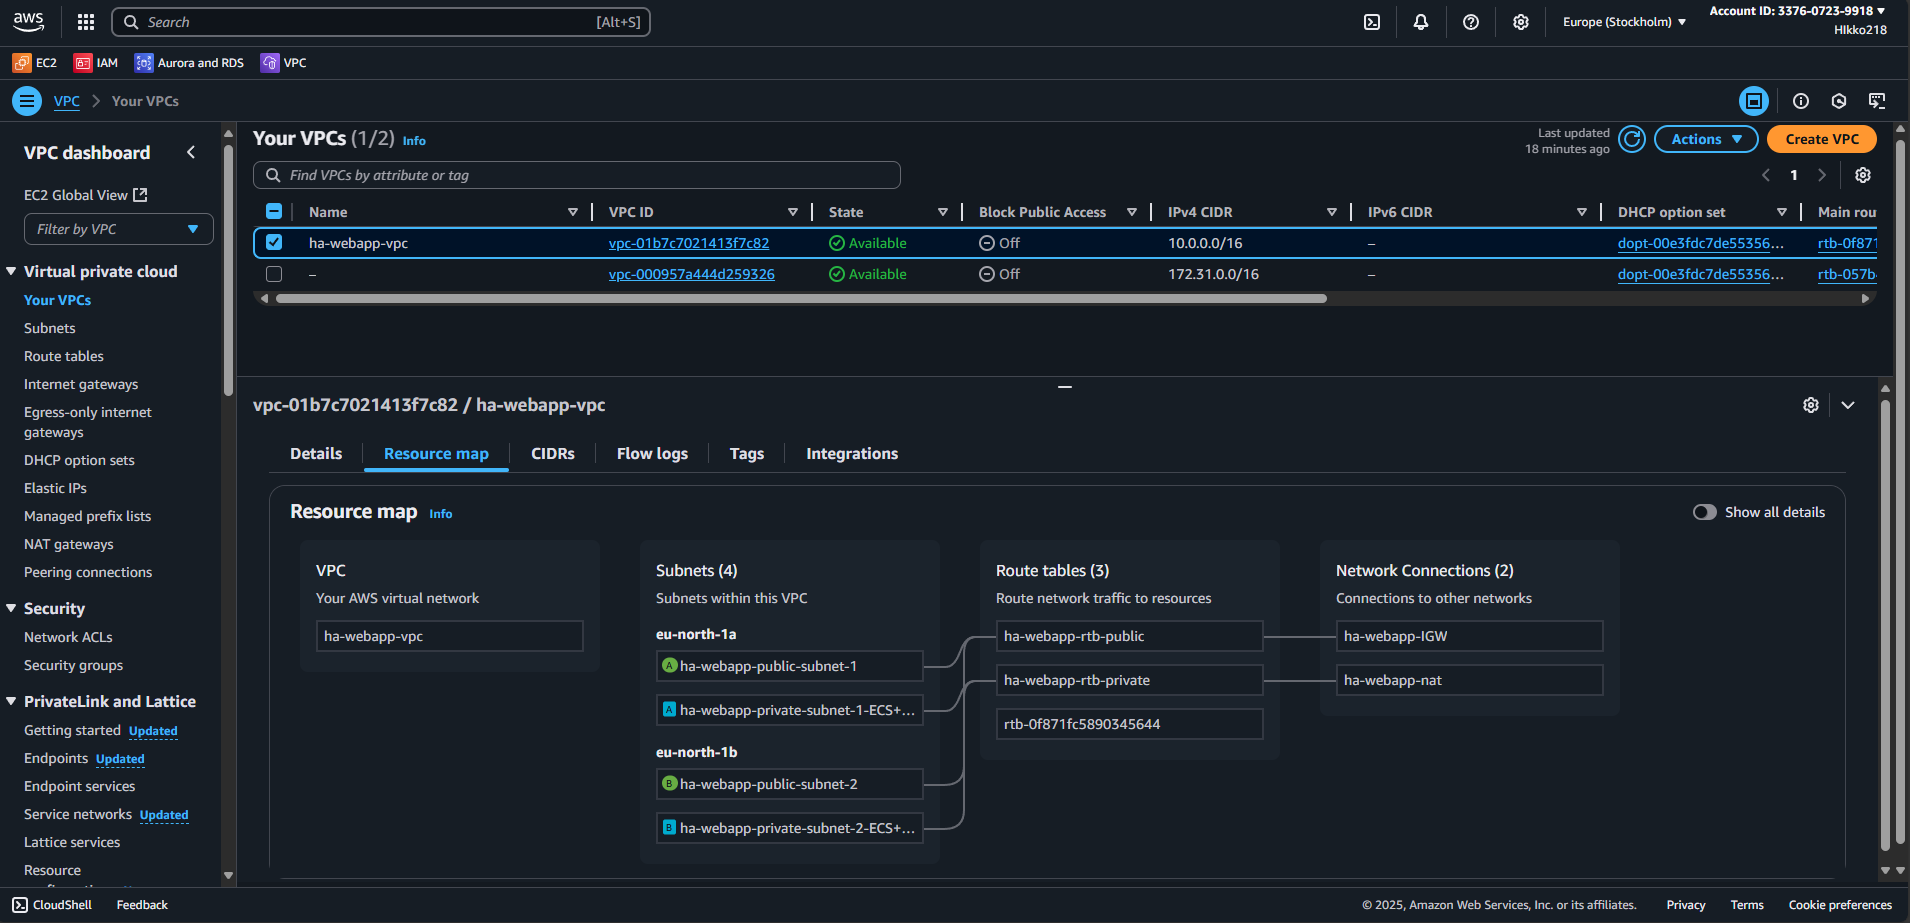 aws
Search [Alt+S]
Europe (Stockholm)
Account ID: 3376-0723-9918
HIkko218
EC2 IAM Aurora and RDS VPC
VPC > Your VPCs
VPC dashboard
EC2 Global View
Filter by VPC
Virtual private cloud
Your VPCs
Subnets
Route tables
Internet gateways
Egress-only internet
gateways
DHCP option sets
Elastic IPs
Managed prefix lists
NAT gateways
Peering connections
Security
Network ACLs
Security groups
PrivateLink and Lattice
Getting started Updated
Endpoints Updated
Endpoint services
Service networks Updated
Lattice services
Resource
Your VPCs (1/2) Info
Last updated
18 minutes ago
Actions
Create VPC
Find VPCs by attribute or tag
1
Name VPC ID State Block Public Access IPv4 CIDR IPv6 CIDR DHCP option set Main rou
ha-webapp-vpc vpc-01b7c7021413f7c82 Available Off 10.0.0.0/16 – dopt-00e3fdc7de55356... rtb-0f871
– vpc-000957a444d259326 Available Off 172.31.0.0/16 – dopt-00e3fdc7de55356... rtb-057b
vpc-01b7c7021413f7c82 / ha-webapp-vpc
Details Resource map CIDRs Flow logs Tags Integrations
Resource map Info
Show all details
VPC
Your AWS virtual network
ha-webapp-vpc
Subnets (4)
Subnets within this VPC
eu-north-1a
A ha-webapp-public-subnet-1
A ha-webapp-private-subnet-1-ECS+...
eu-north-1b
B ha-webapp-public-subnet-2
B ha-webapp-private-subnet-2-ECS+...
Route tables (3)
Route network traffic to resources
ha-webapp-rtb-public
ha-webapp-rtb-private
rtb-0f871fc5890345644
Network Connections (2)
Connections to other networks
ha-webapp-IGW
ha-webapp-nat
CloudShell Feedback
© 2025, Amazon Web Services, Inc. or its affiliates. Privacy Terms Cookie preferences